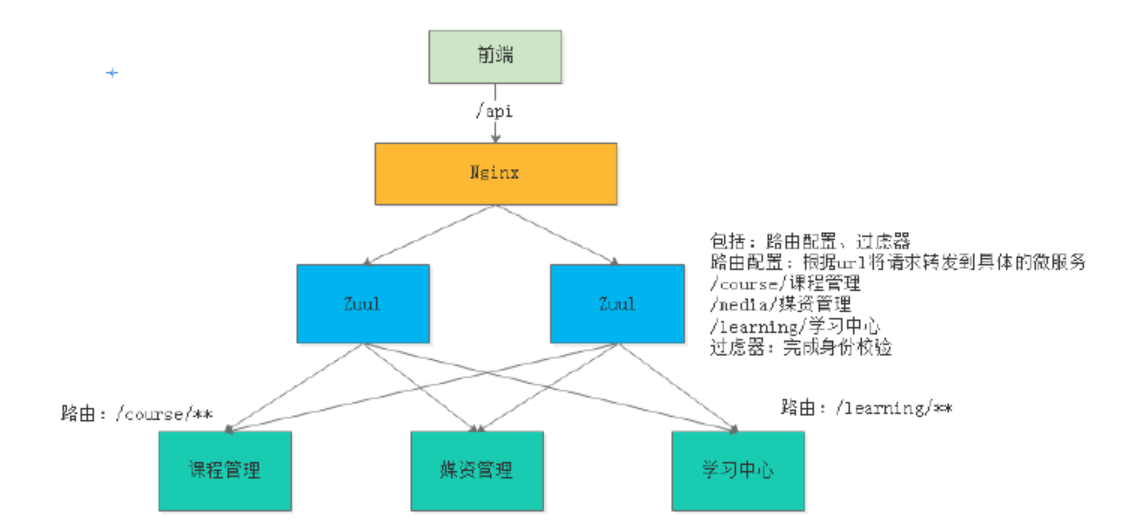 前端
/api
Nginx
包括：路由配置、过虑器
路由配置：根据url将请求转发到具体的微服务
/course/课程管理
/media/媒资管理
/learning/学习中心
过虑器：完成身份校验
Zuul
Zuul
路由：/course/**
路由：/learning/**
课程管理
媒资管理
学习中心